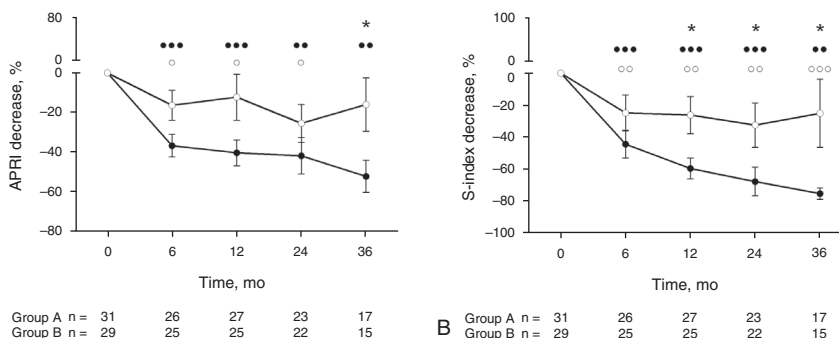 80
0
0
−20
−40
−60
−80
APRI decrease, %
*
0 6 12 24 36
Time, mo
Group A n = 31 26 27 23 17
Group B n = 29 25 25 22 15
B
100
0
0
−20
−40
−60
−80
−100
S-index decrease, %
* * *
0 6 12 24 36
Time, mo
Group A n = 31 26 27 23 17
Group B n = 29 25 25 22 15